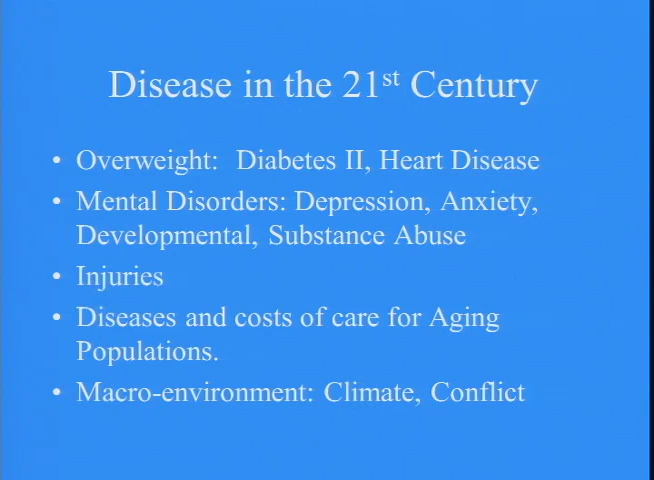 Disease in the 21st Century
• Overweight:  Diabetes II, Heart Disease
• Mental Disorders: Depression, Anxiety,
Developmental, Substance Abuse
• Injuries
• Diseases and costs of care for Aging
Populations.
• Macro-environment: Climate, Conflict